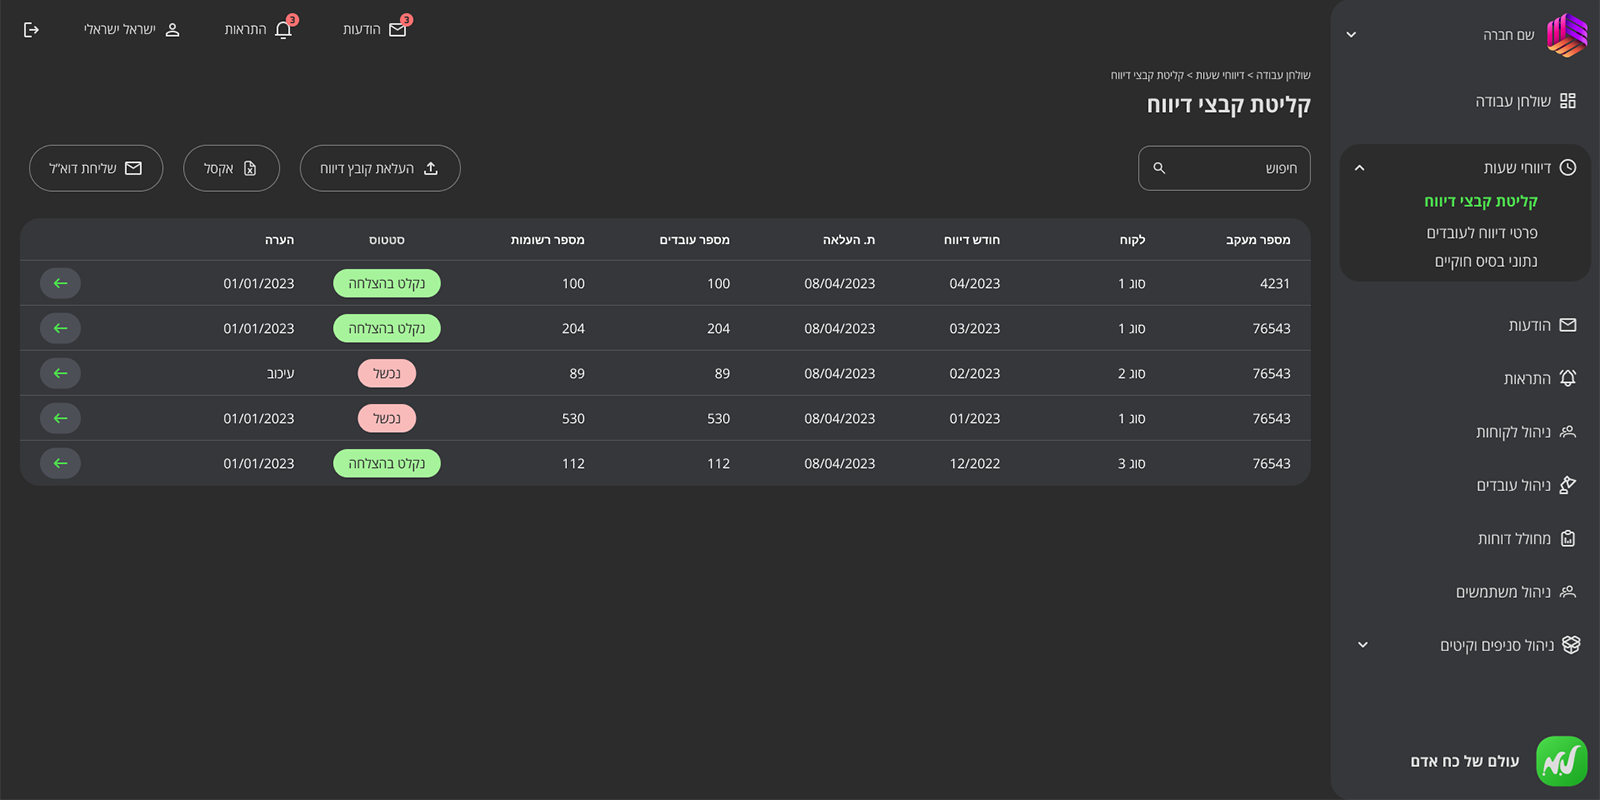 שם חברה
שולחן עבודה
דיווחי שעות
קליטת קבצי דיווח
פרטי דיווח לעובדים
נתוני בסיס חוקיים
הודעות
התראות
ניהול לקוחות
ניהול עובדים
מחולל דוחות
ניהול משתמשים
ניהול סניפים וקיטים
עולם של כח אדם
הודעות 3
התראות 3
ישראל ישראלי
שולחן עבודה > דיווחי שעות > קליטת קבצי דיווח
קליטת קבצי דיווח
חיפוש
העלאת קובץ דיווח
אקסל
שליחת דוא"ל
מספר מעקב לקוח חודש דיווח ת. העלאה מספר עובדים מספר רשומות סטטוס הערה
4231 סוג 1 04/2023 08/04/2023 100 100 נקלט בהצלחה 01/01/2023
76543 סוג 1 03/2023 08/04/2023 204 204 נקלט בהצלחה 01/01/2023
76543 סוג 2 02/2023 08/04/2023 89 89 נכשל עיכוב
76543 סוג 1 01/2023 08/04/2023 530 530 נכשל 01/01/2023
76543 סוג 3 12/2022 08/04/2023 112 112 נקלט בהצלחה 01/01/2023